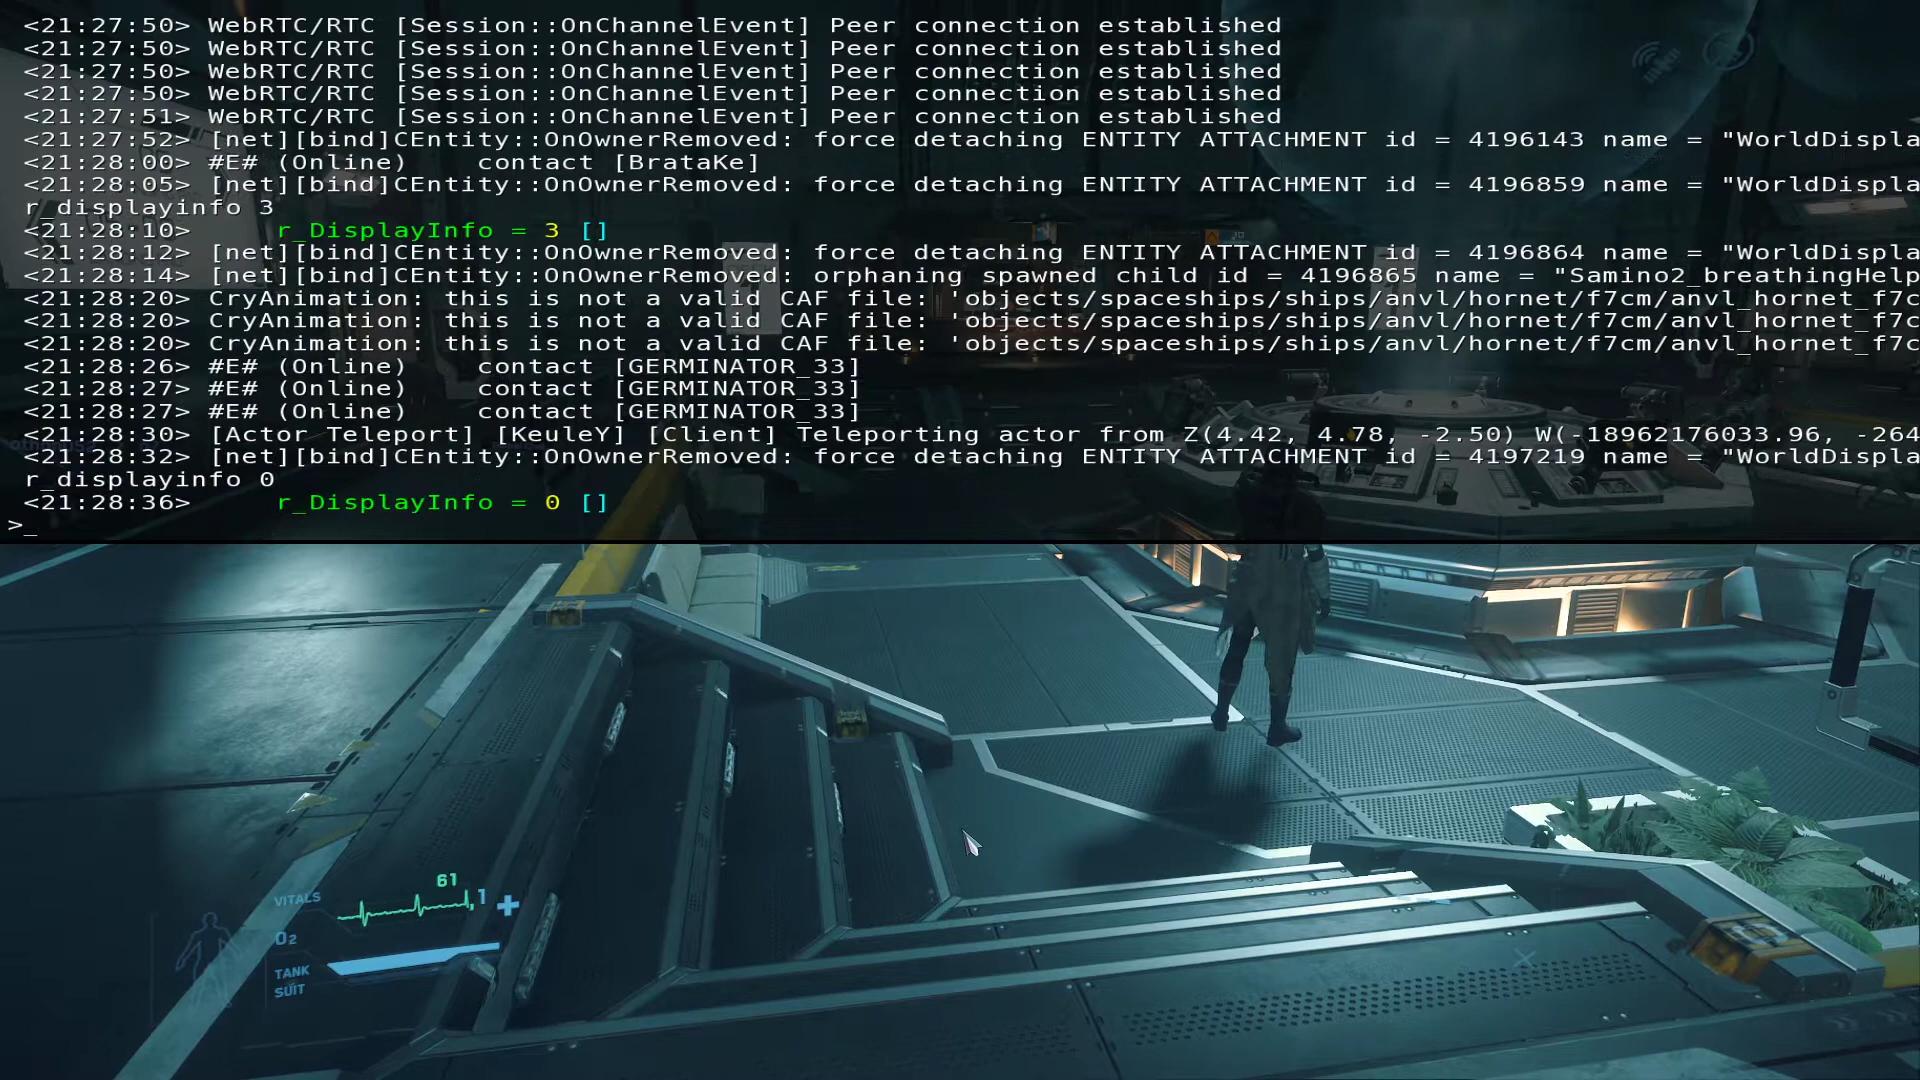 <21:27:50> WebRTC/RTC [Session::OnChannelEvent] Peer connection established
<21:27:50> WebRTC/RTC [Session::OnChannelEvent] Peer connection established
<21:27:50> WebRTC/RTC [Session::OnChannelEvent] Peer connection established
<21:27:50> WebRTC/RTC [Session::OnChannelEvent] Peer connection established
<21:27:51> WebRTC/RTC [Session::OnChannelEvent] Peer connection established
<21:27:52> [net][bind]CEntity::OnOwnerRemoved: force detaching ENTITY ATTACHMENT id = 4196143 name = "WorldDispla
<21:28:00> #E# (Online) contact [BrataKe]
<21:28:05> [net][bind]CEntity::OnOwnerRemoved: force detaching ENTITY ATTACHMENT id = 4196859 name = "WorldDispla
r_displayinfo 3
<21:28:10> r_DisplayInfo = 3 []
<21:28:12> [net][bind]CEntity::OnOwnerRemoved: force detaching ENTITY ATTACHMENT id = 4196864 name = "WorldDispla
<21:28:14> [net][bind]CEntity::OnOwnerRemoved: orphaning spawned child id = 4196865 name = "Samino2_breathingHelp
<21:28:20> CryAnimation: this is not a valid CAF file: 'objects/spaceships/ships/anvl/hornet/f7cm/anvl_hornet_f7c
<21:28:20> CryAnimation: this is not a valid CAF file: 'objects/spaceships/ships/anvl/hornet/f7cm/anvl_hornet_f7c
<21:28:20> CryAnimation: this is not a valid CAF file: 'objects/spaceships/ships/anvl/hornet/f7cm/anvl_hornet_f7c
<21:28:26> #E# (Online) contact [GERMINATOR_33]
<21:28:27> #E# (Online) contact [GERMINATOR_33]
<21:28:27> #E# (Online) contact [GERMINATOR_33]
<21:28:30> [Actor Teleport] [KeuleY] [Client] Teleporting actor from Z(4.42, 4.78, -2.50) W(-18962176033.96, -264
<21:28:32> [net][bind]CEntity::OnOwnerRemoved: force detaching ENTITY ATTACHMENT id = 4197219 name = "WorldDispla
r_displayinfo 0
<21:28:36> r_DisplayInfo = 0 []
>_
61
VITALS 1
O2
TANK
SUIT